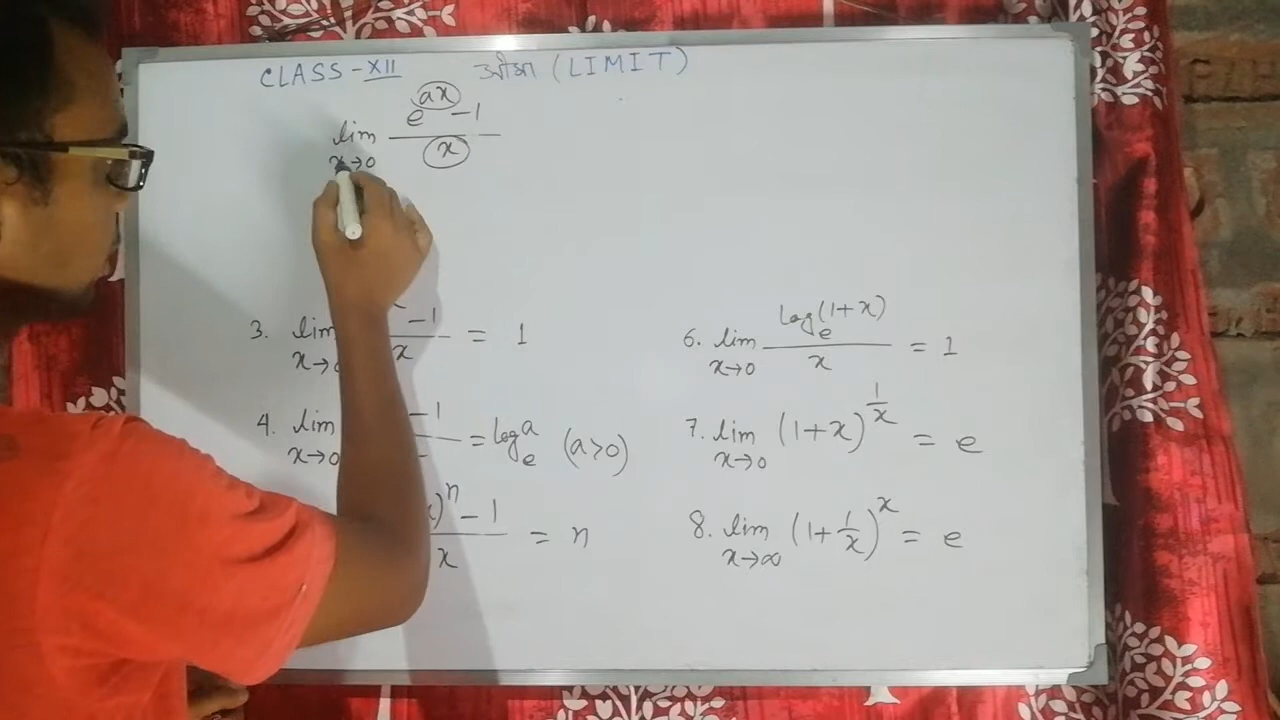 CLASS-XII সীমা (LIMIT)
lim x→0 (e^ax - 1)/x
3. lim x→0 -1/x = 1
4. lim x→0 -1 = log_e a (a>0)
)^n - 1/x = n
6. lim x→0 log_e(1+x)/x = 1
7. lim x→0 (1+x)^1/x = e
8. lim x→∞ (1+1/x)^x = e